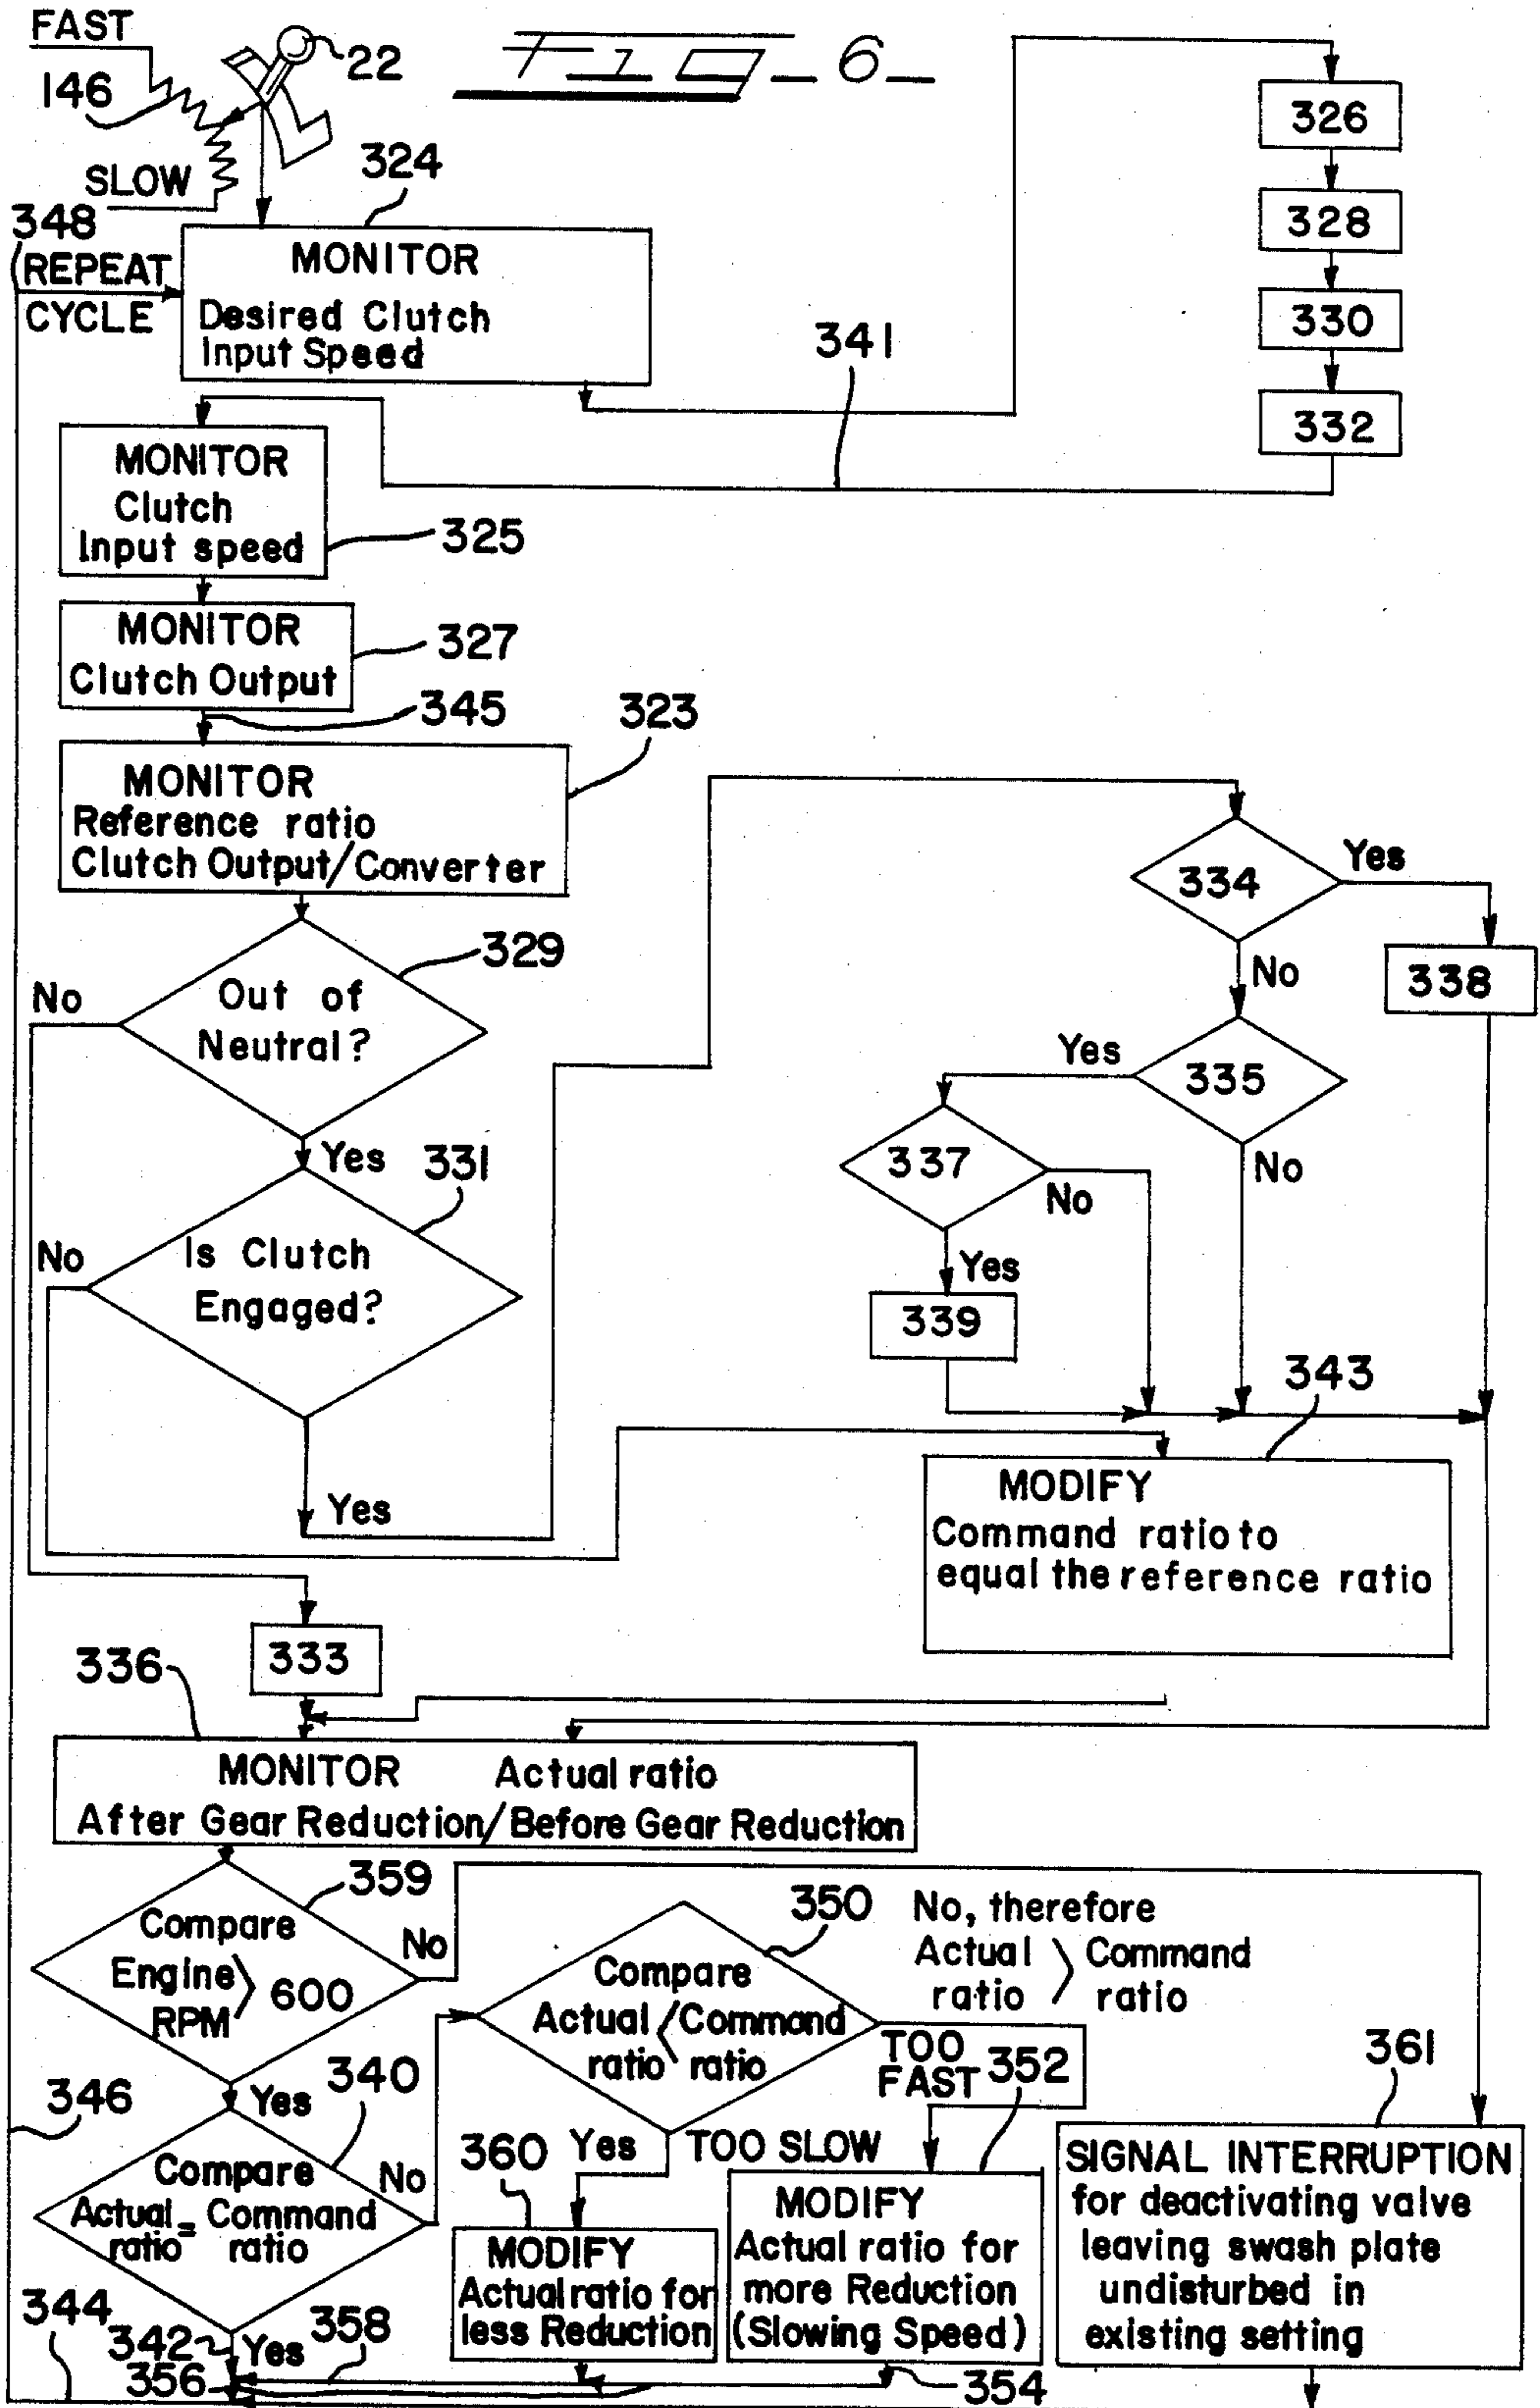 FAST
22
Fig_6_
146
SLOW
324
326
328
330
332
348
REPEAT
CYCLE
MONITOR
Desired Clutch
Input Speed
341
MONITOR
Clutch
Input speed
325
MONITOR
Clutch Output
327
345
323
MONITOR
Reference ratio
Clutch Output/Converter
334
Yes
No
338
329
Out of
Neutral?
No
Yes
335
Yes
No
337
No
Yes
339
331
Is Clutch
Engaged?
No
Yes
343
MODIFY
Command ratio to
equal the reference ratio
333
336
MONITOR Actual ratio
After Gear Reduction/Before Gear Reduction
359
Compare
Engine
RPM > 600
No
Yes
350
Compare
Actual ratio < Command ratio
No, therefore
Actual ratio > Command ratio
TOO
FAST
352
361
346
340
Compare
Actual ratio = Command ratio
No
360
Yes
TOO SLOW
MODIFY
Actual ratio for
less Reduction
MODIFY
Actual ratio for
more Reduction
(Slowing Speed)
SIGNAL INTERRUPTION
for deactivating valve
leaving swash plate
undisturbed in
existing setting
344
342
Yes
358
356
354